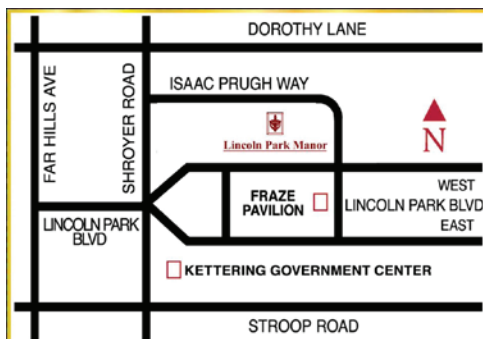 DOROTHY LANE
FAR HILLS AVE
SHROYER ROAD
ISAAC PRUGH WAY
Lincoln Park Manor
N
FRAZE
PAVILION
WEST
LINCOLN PARK BLVD
EAST
LINCOLN PARK
BLVD
KETTERING GOVERNMENT CENTER
STROOP ROAD